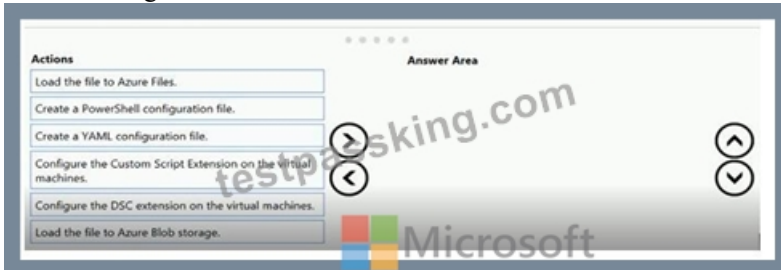 Actions
Answer Area
Load the file to Azure Files.
Create a PowerShell configuration file.
Create a YAML configuration file.
Configure the Custom Script Extension on the virtual
machines.
Configure the DSC extension on the virtual machines.
Load the file to Azure Blob storage.
testpassking.com
Microsoft